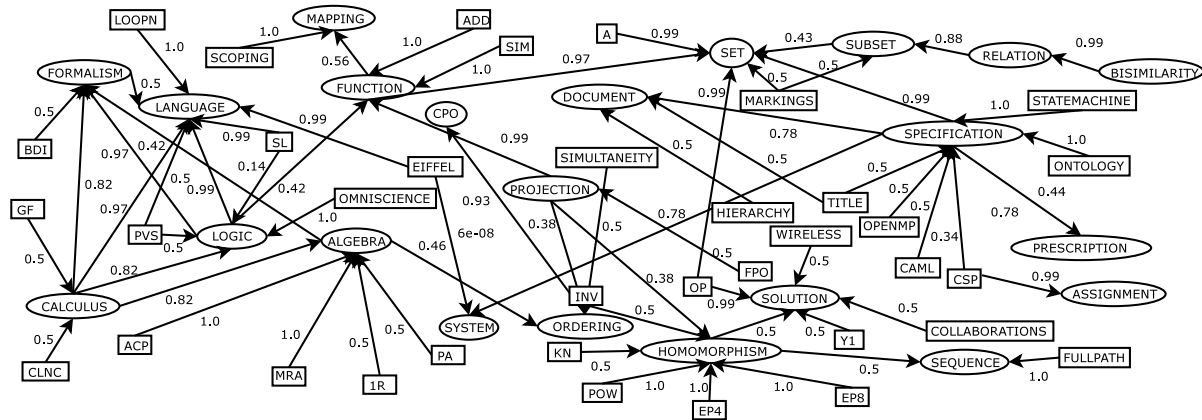 LOOPN
MAPPING
ADD
A
0.99
SET
0.43
SUBSET
0.88
RELATION
0.99
BISIMILARITY
1.0
SCOPING
1.0
0.56
1.0
SIM
1.0
0.97
FORMALISM
0.5
LANGUAGE
FUNCTION
0.5
0.5
MARKINGS
0.99
DOCUMENT
0.99
1.0
STATEMACHINE
CPO
0.5
BDI
0.97
0.42
0.99
0.99
SL
0.14
EIFFEL
0.99
SIMULTANEITY
0.78
SPECIFICATION
1.0
ONTOLOGY
GF
0.82
0.97
0.5
0.99
0.42
OMNISCIENCE
1.0
0.93
PROJECTION
0.38
0.5
0.5
0.5
0.5
0.44
0.78
HIERARCHY
TITLE
OPENMP
0.5
PVS
0.5
LOGIC
ALGEBRA
0.46
6e-08
0.78
WIRELESS
0.5
0.34
PRESCRIPTION
0.82
0.5
FPO
CAML
CSP
0.99
ASSIGNMENT
CALCULUS
0.82
0.38
INV
OP
0.99
SOLUTION
0.5
1.0
SYSTEM
ORDERING
0.5
0.5
0.5
Y1
COLLABORATIONS
0.5
CLNC
ACP
1.0
0.5
0.5
PA
KN
0.5
HOMOMORPHISM
0.5
SEQUENCE
1.0
FULLPATH
MRA
1R
POW
1.0
1.0
1.0
EP4
EP8